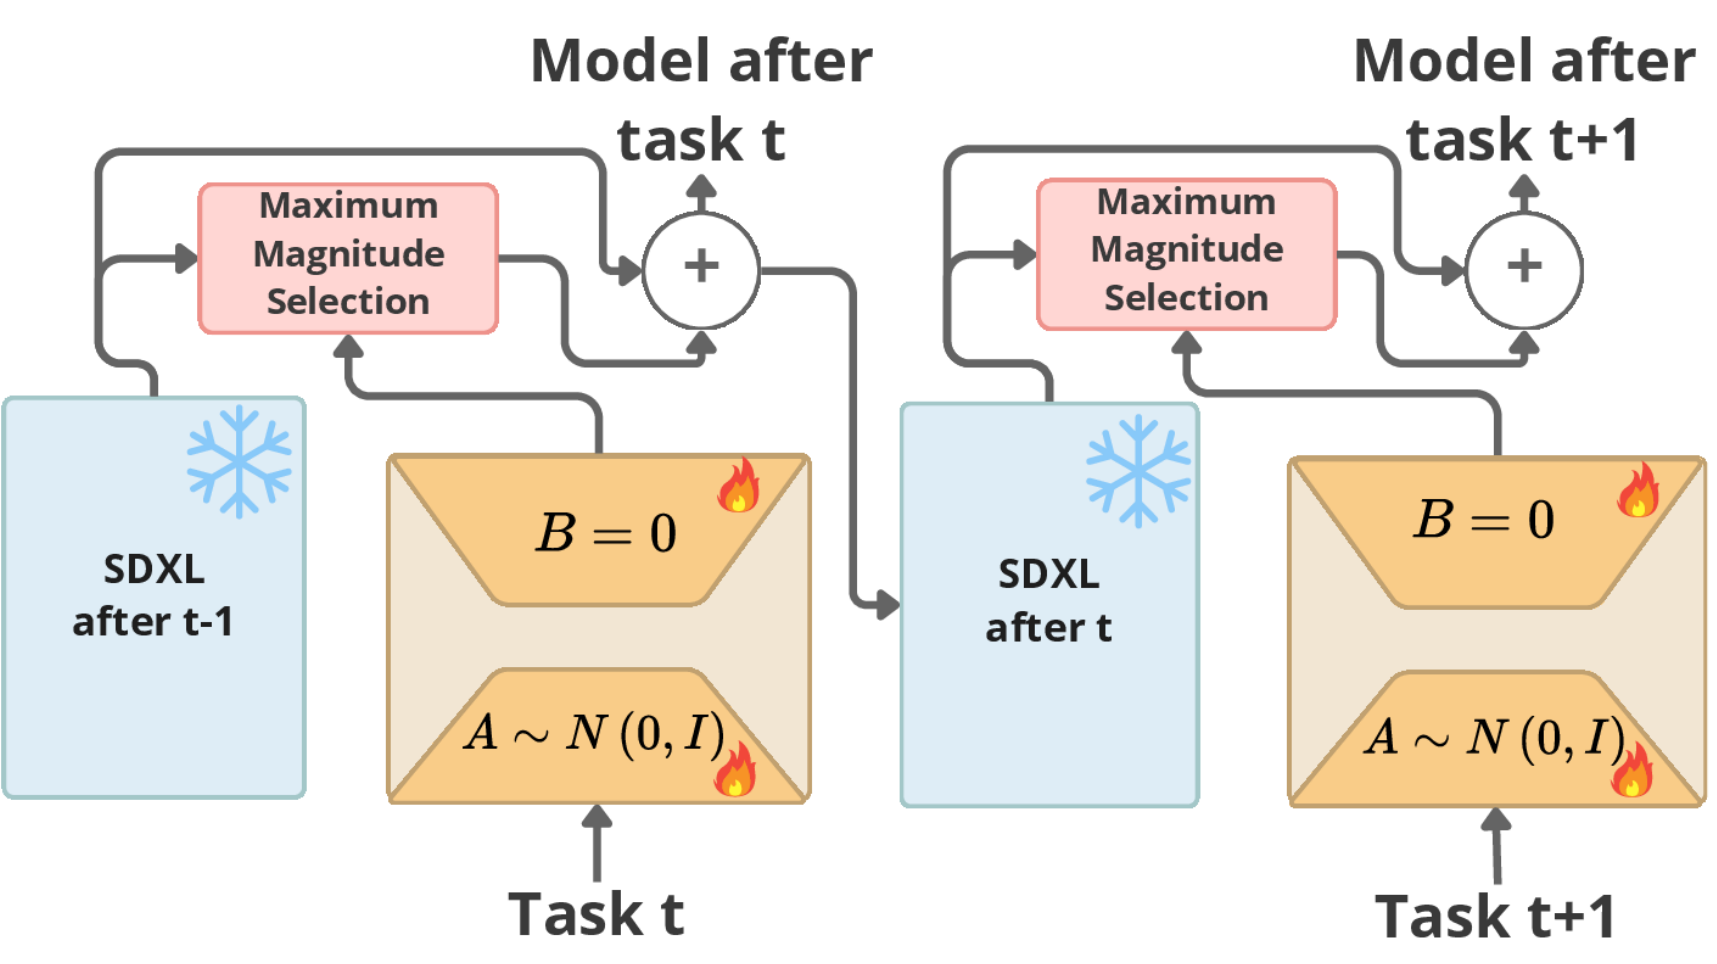 Model after
task t
Maximum
Magnitude
Selection
+
SDXL
after t-1
B = 0
A ∼ N (0, I)
Task t
Model after
task t+1
Maximum
Magnitude
Selection
+
SDXL
after t
B = 0
A ∼ N (0, I)
Task t+1